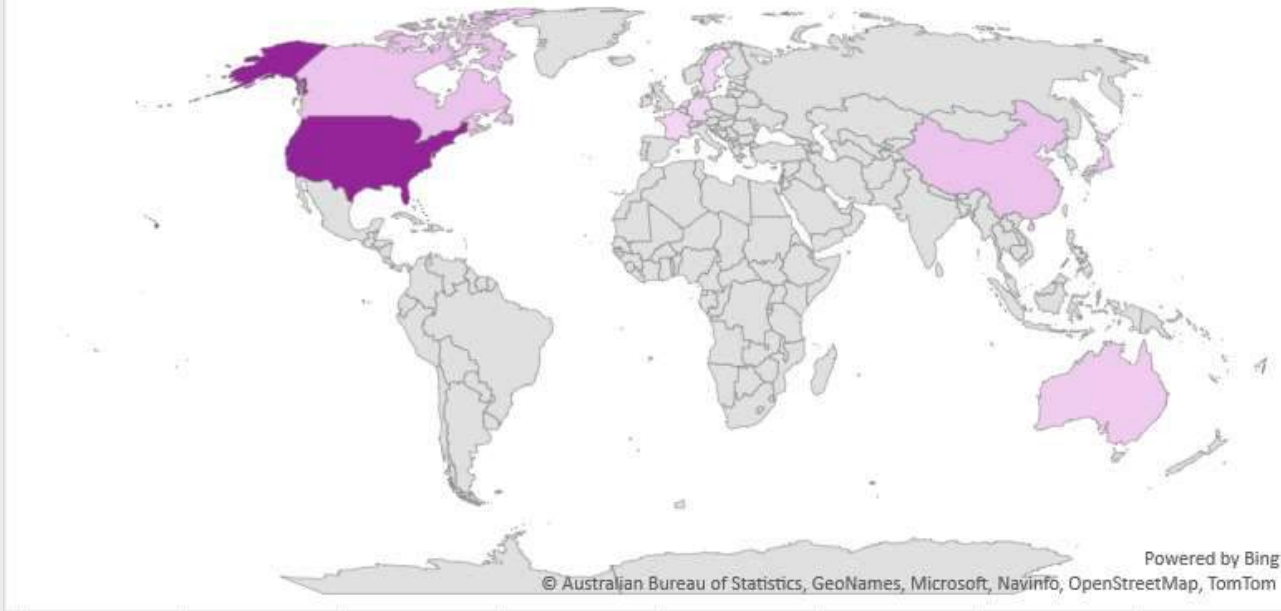 Powered by Bing
© Australian Bureau of Statistics, GeoNames, Microsoft, Navinfo, OpenStreetMap, TomTom